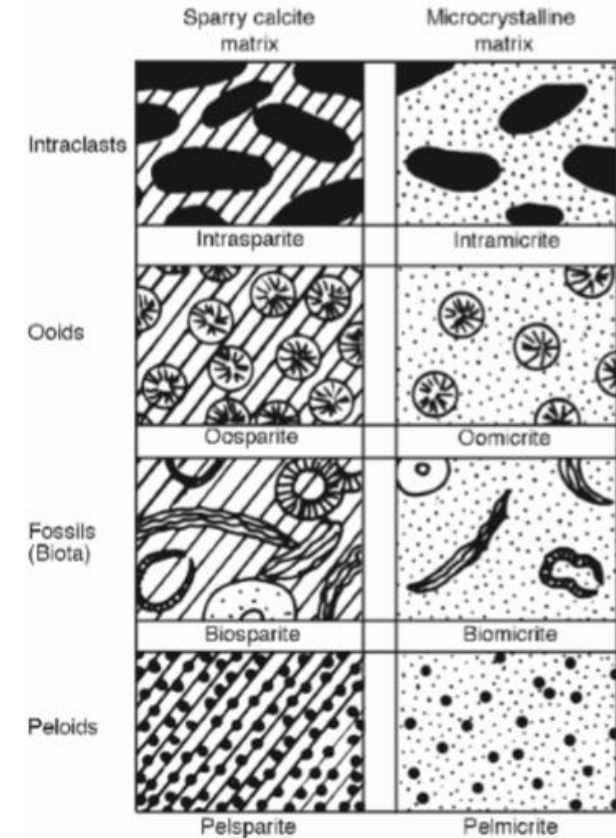 Sparry calcite
matrix
Microcrystalline
matrix
Intraclasts
Intrasparite
Intramicrite
Ooids
Oosparite
Oomicrite
Fossils
(Biota)
Biosparite
Biomicrite
Peloids
Pelsparite
Pelmicrite